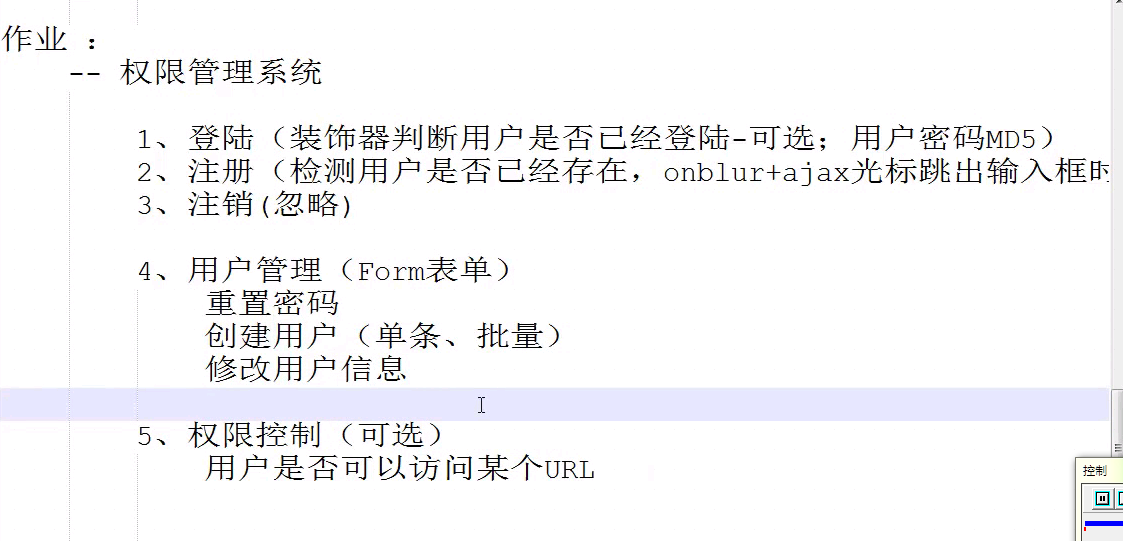 作业 ：
-- 权限管理系统
1、登陆（装饰器判断用户是否已经登陆-可选；用户密码MD5）
2、注册（检测用户是否已经存在，onblur+ajax光标跳出输入框时
3、注销(忽略)
4、用户管理（Form表单）
重置密码
创建用户（单条、批量）
修改用户信息
5、权限控制（可选）
用户是否可以访问某个URL
控制